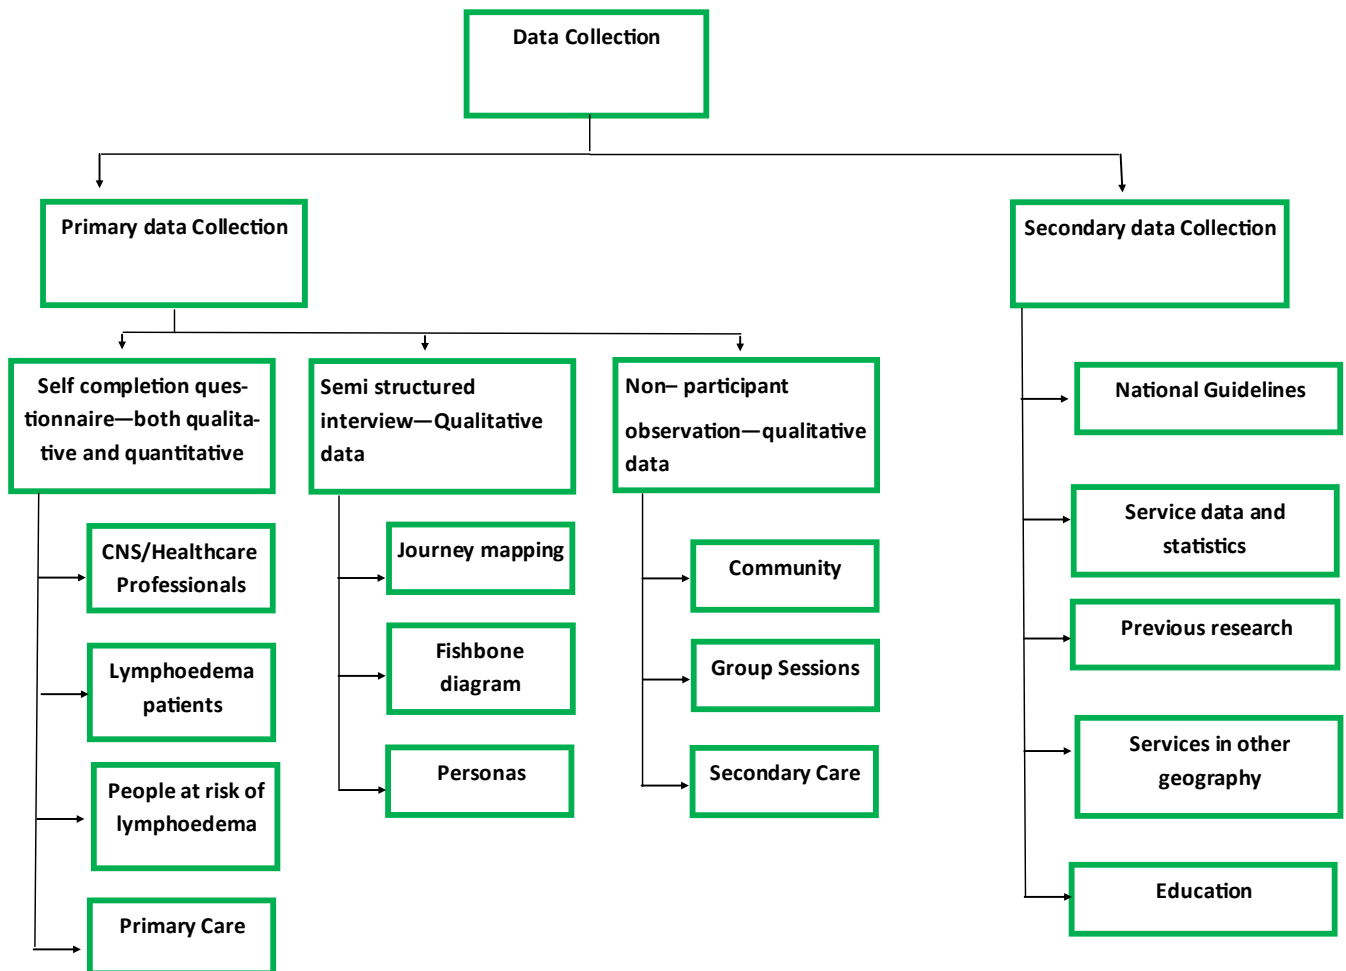 Data Collection
Primary data Collection
Secondary data Collection
Self completion ques-
tionnaire—both qualita-
tive and quantitative
Semi structured
interview—Qualitative
data
Non– participant
observation—qualitative
data
CNS/Healthcare
Professionals
Lymphoedema
patients
People at risk of
lymphoedema
Primary Care
Journey mapping
Fishbone
diagram
Personas
Community
Group Sessions
Secondary Care
National Guidelines
Service data and
statistics
Previous research
Services in other
geography
Education